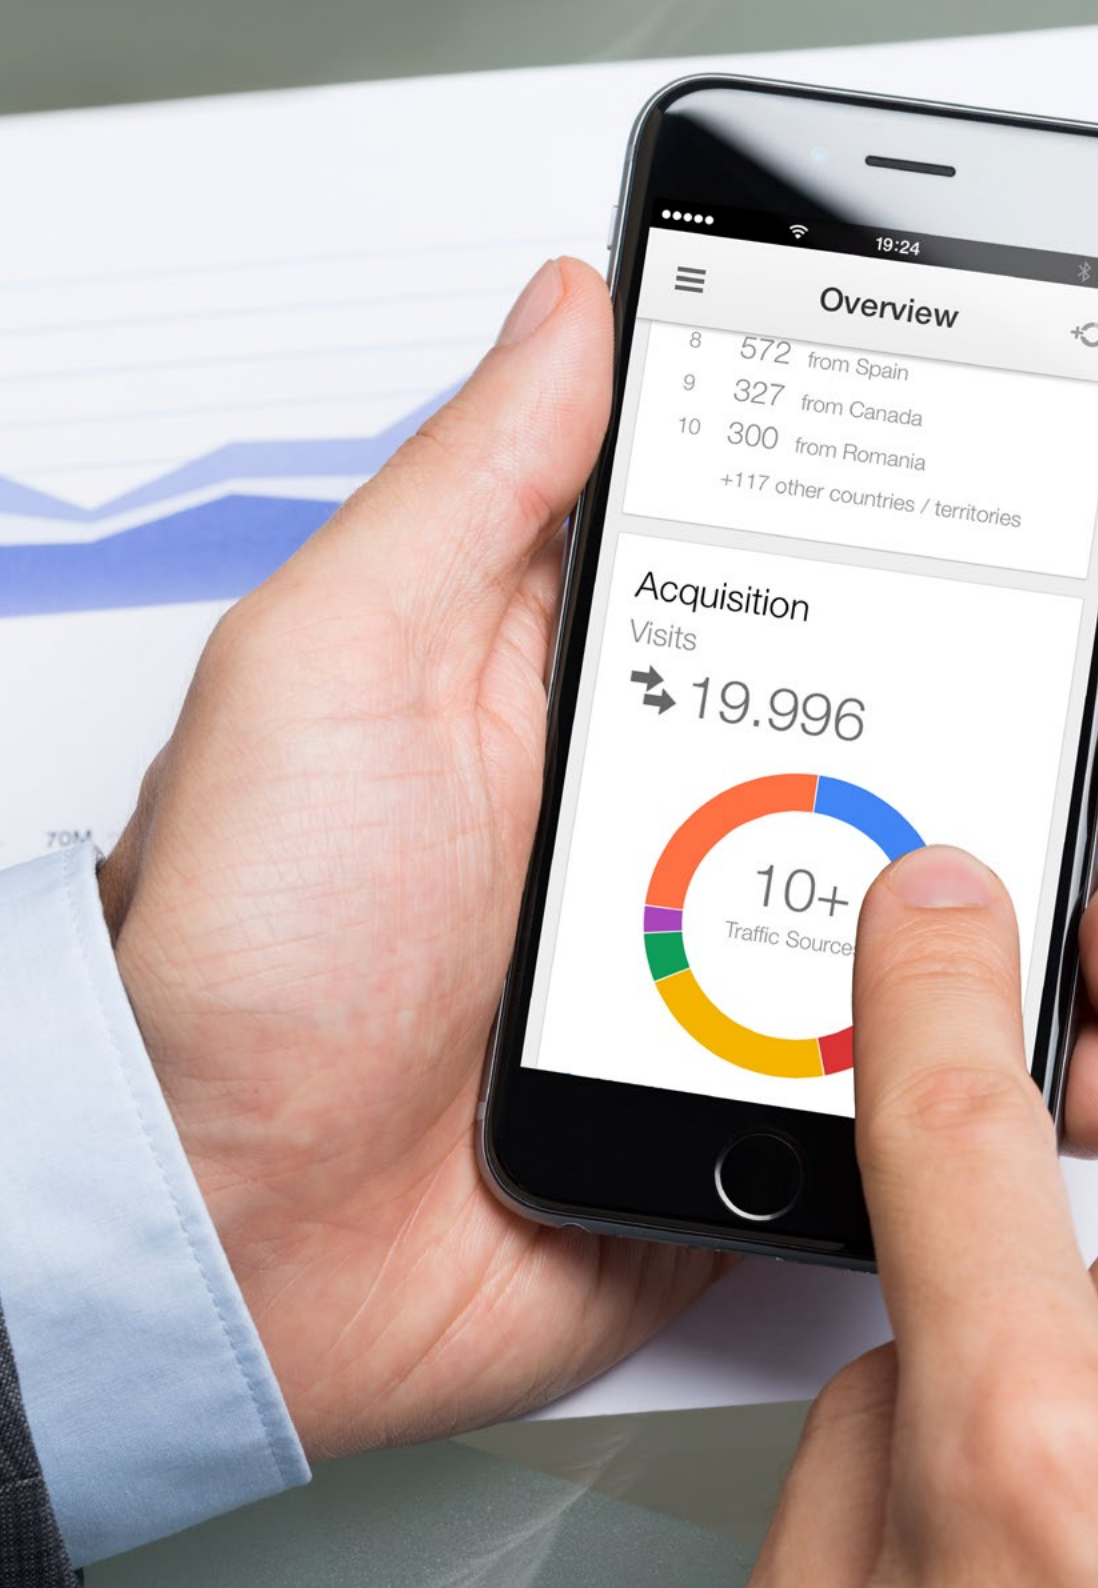 19:24
Overview
8 572 from Spain
9 327 from Canada
10 300 from Romania
+117 other countries / territories
Acquisition
Visits
19.996
10+
Traffic
70M